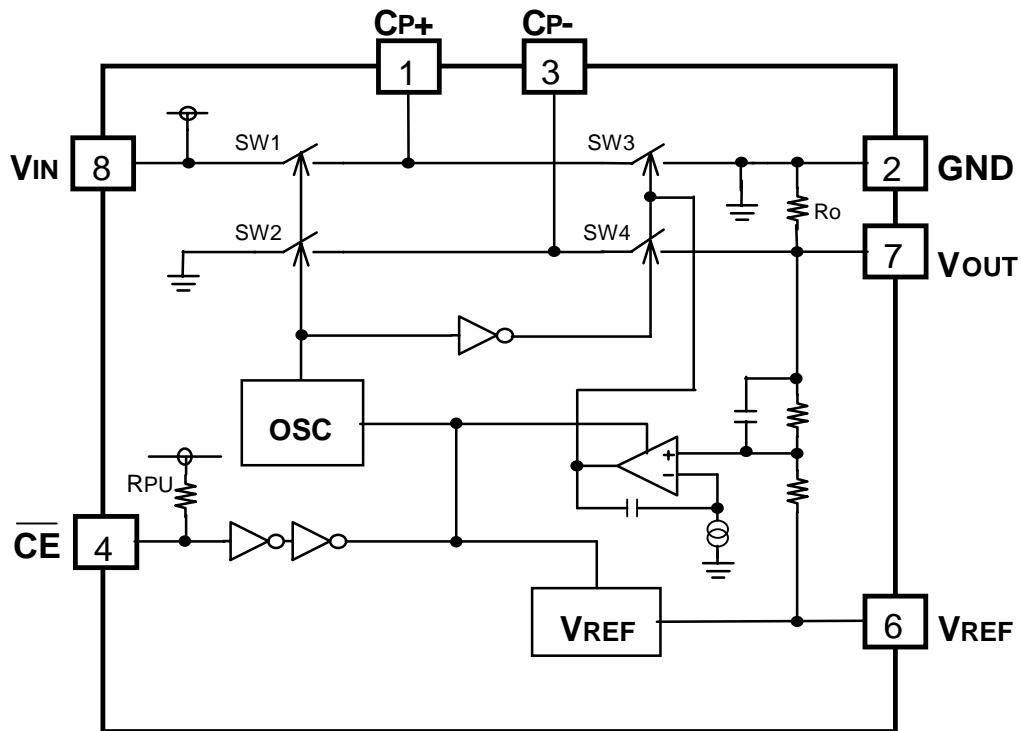 CP+ CP-
1 3
VIN 8 SW1 SW3 2 GND
Ro
SW2 SW4 7 VOUT
OSC
+
−
RPU
CE 4
VREF 6 VREF